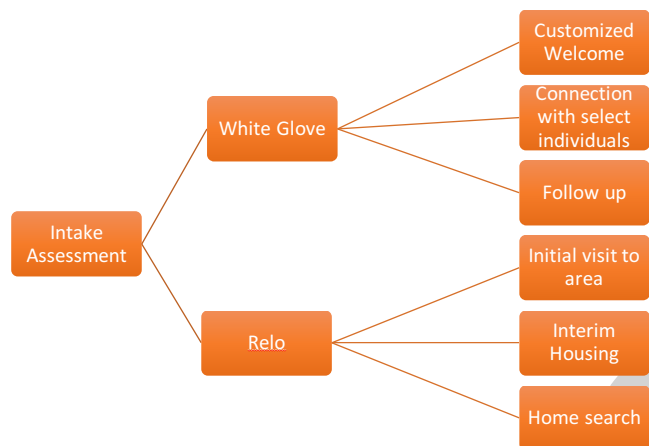 Customized
Welcome
Connection
with select
individuals
White Glove
Follow up
Intake
Assessment
Initial visit to
area
Relo
Interim
Housing
Home search